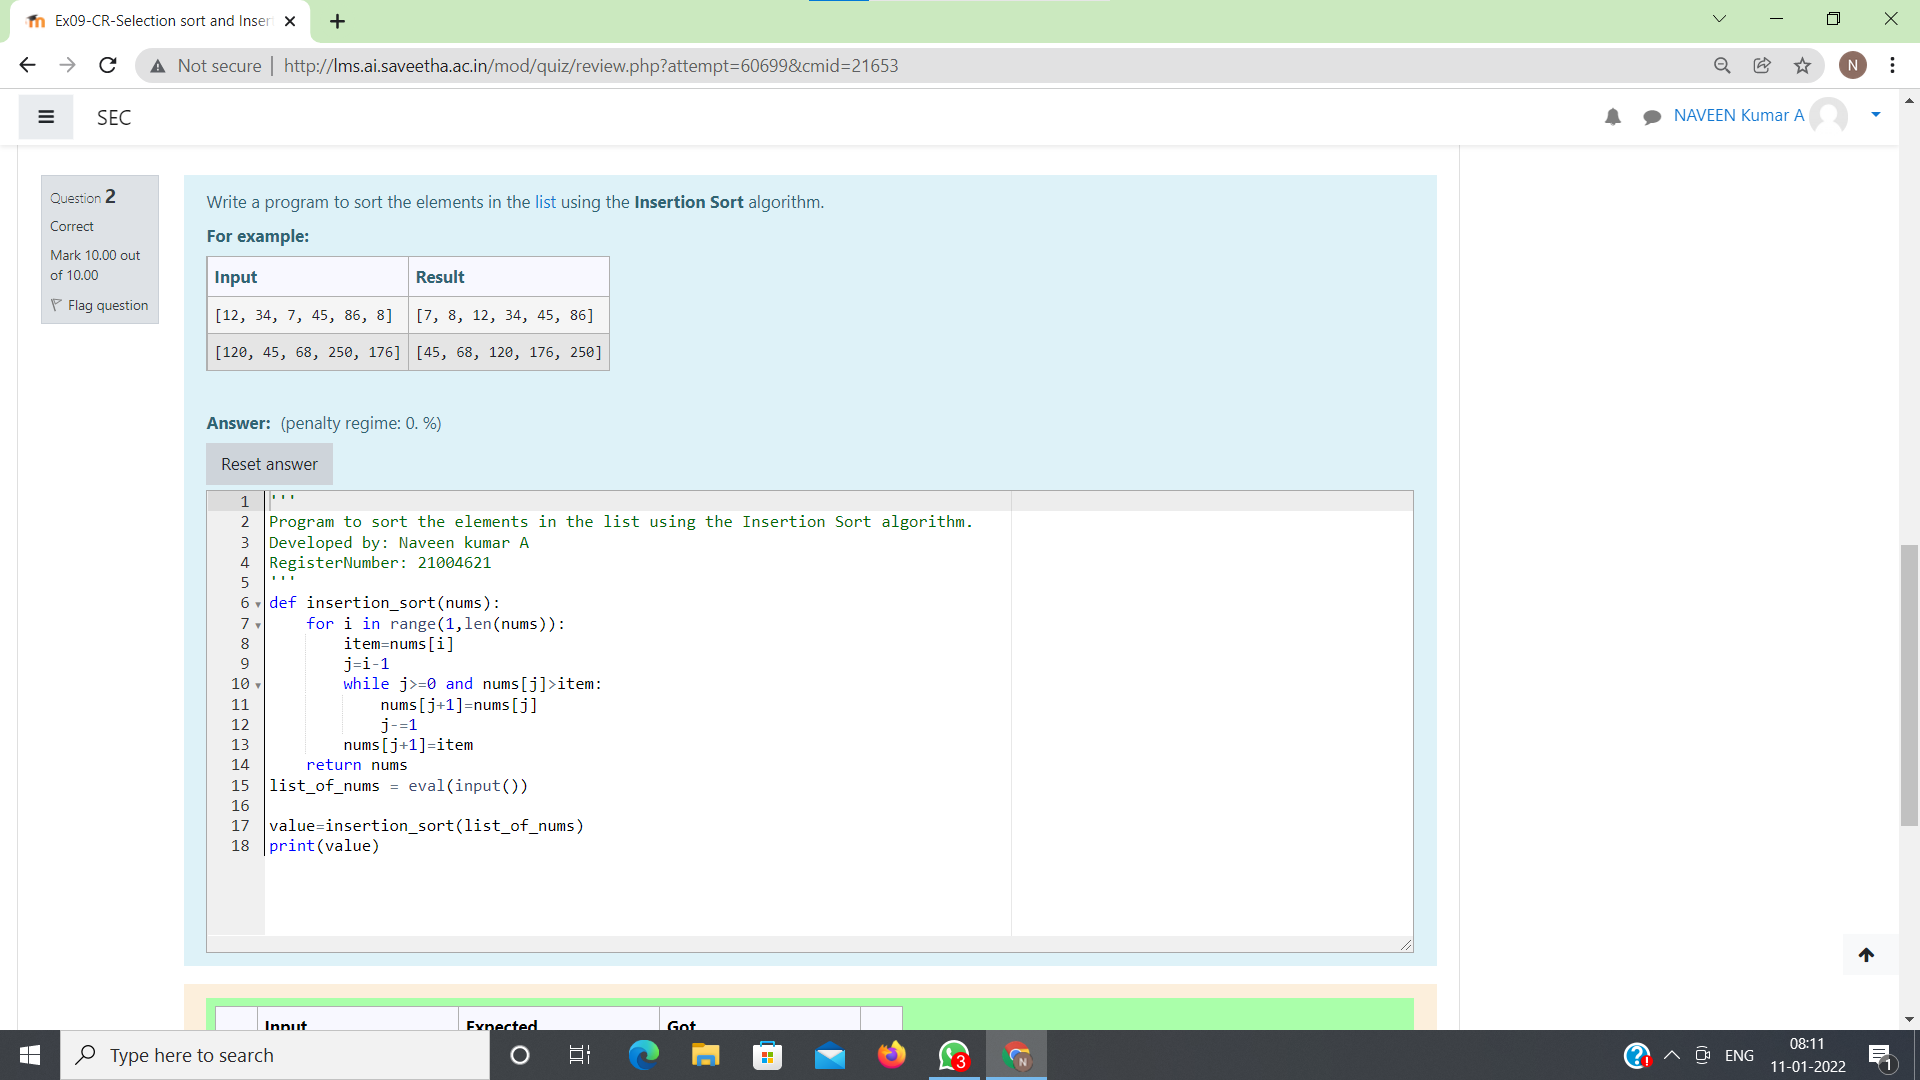 Ex09-CR-Selection sort and Inser
Not secure | http://lms.ai.saveetha.ac.in/mod/quiz/review.php?attempt=60699&cmid=21653
N
SEC
NAVEEN Kumar A
Question 2
Correct
Mark 10.00 out
of 10.00
Flag question
Write a program to sort the elements in the list using the Insertion Sort algorithm.
For example:
Input Result
[12, 34, 7, 45, 86, 8] [7, 8, 12, 34, 45, 86]
[120, 45, 68, 250, 176] [45, 68, 120, 176, 250]
Answer: (penalty regime: 0. %)
Reset answer
1 '''
2 Program to sort the elements in the list using the Insertion Sort algorithm.
3 Developed by: Naveen kumar A
4 RegisterNumber: 21004621
5 '''
6 def insertion_sort(nums):
7 for i in range(1,len(nums)):
8 item=nums[i]
9 j=i-1
10 while j>=0 and nums[j]>item:
11 nums[j+1]=nums[j]
12 j-=1
13 nums[j+1]=item
14 return nums
15 list_of_nums = eval(input())
16
17 value=insertion_sort(list_of_nums)
18 print(value)
Input Expected Got
Type here to search
3
N
ENG
08:11
11-01-2022
1